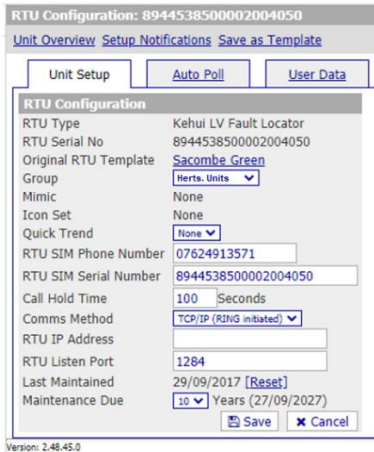 RTU Configuration: 8944538500002004050
Unit Overview Setup Notifications Save as Template
Unit Setup Auto Poll User Data
RTU Configuration
RTU Type Kehui LV Fault Locator
RTU Serial No 8944538500002004050
Original RTU Template Sacombe Green
Group Herts. Units
Mimic None
Icon Set None
Quick Trend None
RTU SIM Phone Number 07624913571
RTU SIM Serial Number 8944538500002004050
Call Hold Time 100 Seconds
Comms Method TCP/IP (RING initiated)
RTU IP Address
RTU Listen Port 1284
Last Maintained 29/09/2017 [Reset]
Maintenance Due 10 Years (27/09/2027)
Save Cancel
Version: 2.48.45.0